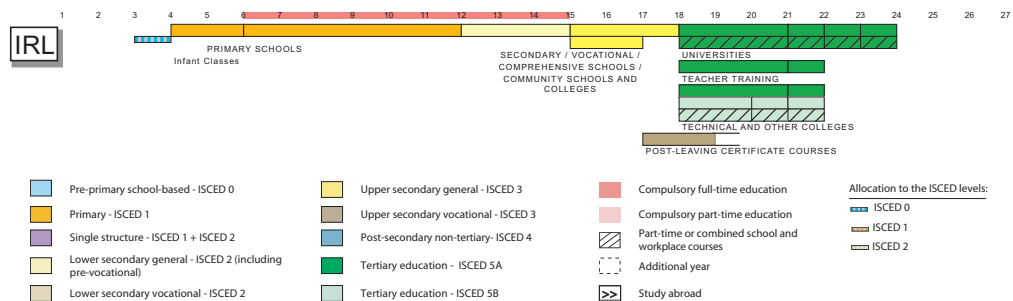 1 2 3 4 5 6 7 8 9 10 11 12 13 14 15 16 17 18 19 20 21 22 23 24 25 26 27
IRL
PRIMARY SCHOOLS
Infant Classes
SECONDARY / VOCATIONAL /
COMPREHENSIVE SCHOOLS /
COMMUNITY SCHOOLS AND
COLLEGES
UNIVERSITIES
TEACHER TRAINING
TECHNICAL AND OTHER COLLEGES
POST-LEAVING CERTIFICATE COURSES
Pre-primary school-based - ISCED 0
Primary - ISCED 1
Single structure - ISCED 1 + ISCED 2
Lower secondary general - ISCED 2 (including
pre-vocational)
Lower secondary vocational - ISCED 2
Upper secondary general - ISCED 3
Upper secondary vocational - ISCED 3
Post-secondary non-tertiary- ISCED 4
Tertiary education - ISCED 5A
Tertiary education - ISCED 5B
Compulsory full-time education
Compulsory part-time education
Part-time or combined school and
workplace courses
Additional year
>> Study abroad
Allocation to the ISCED levels:
ISCED 0
ISCED 1
ISCED 2